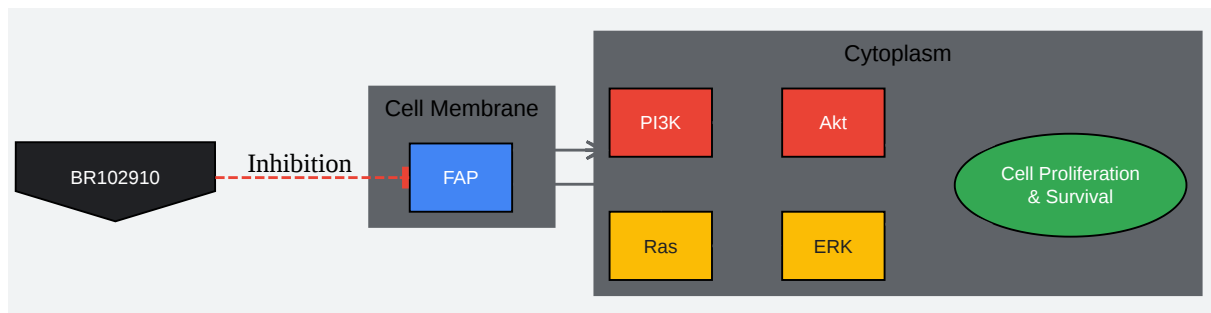 Cytoplasm
Cell Membrane
PI3K
Akt
Inhibition
BR102910
FAP
Cell Proliferation
& Survival
Ras
ERK